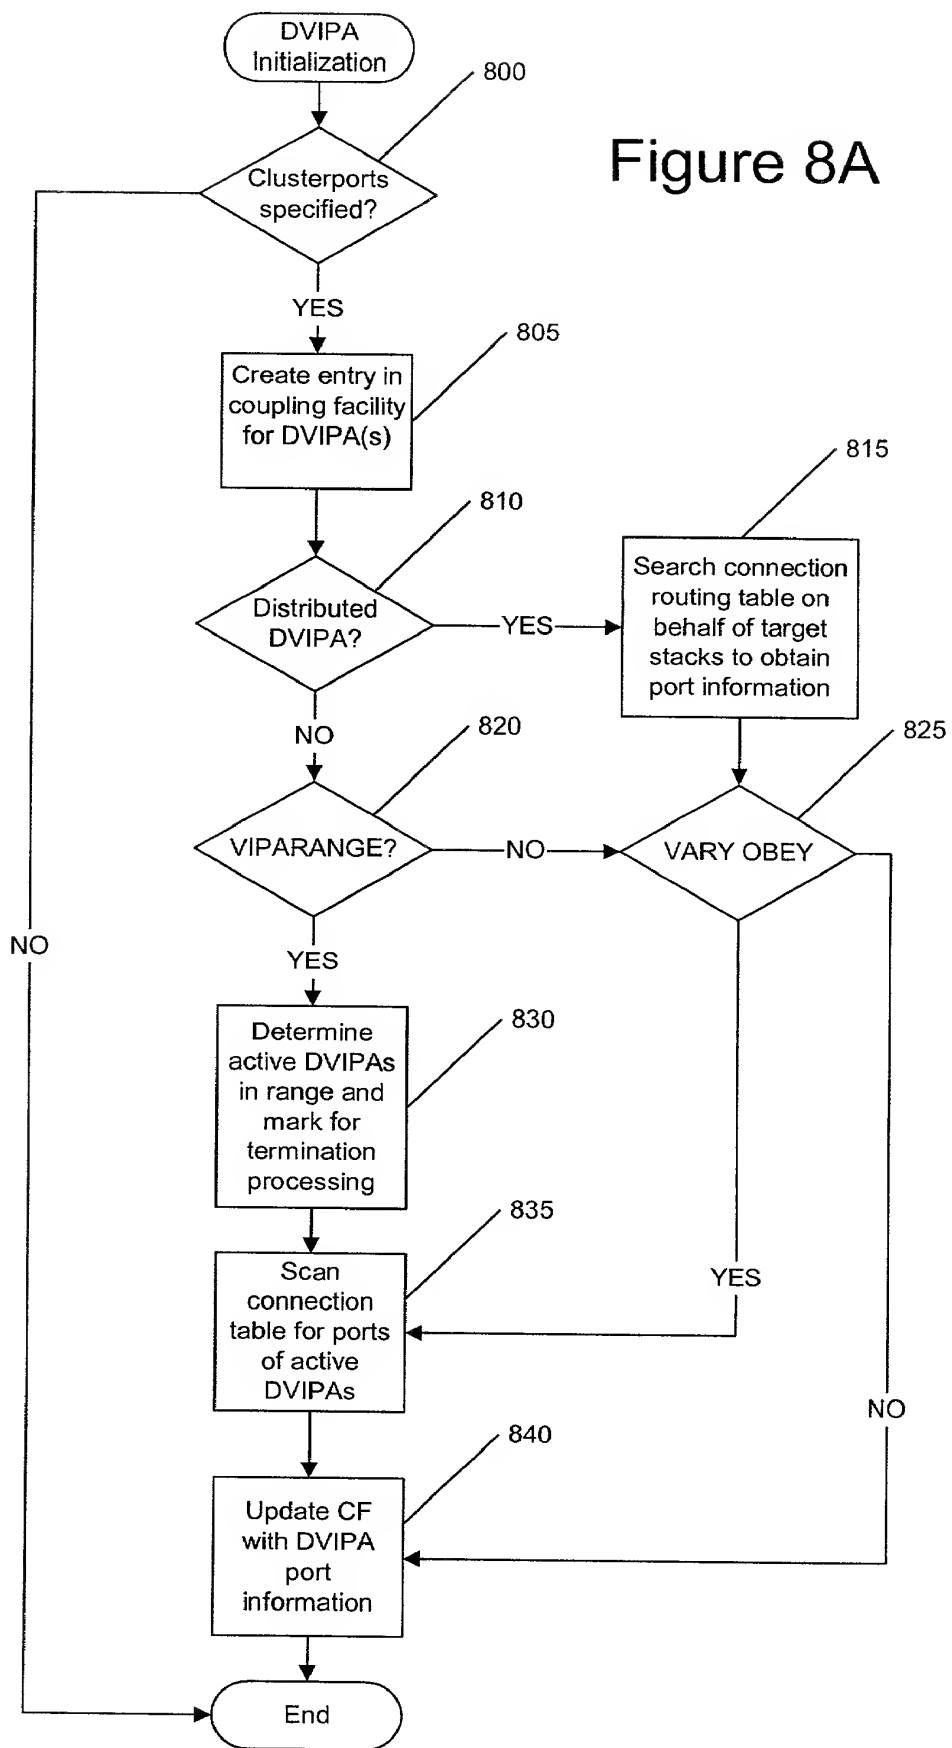 DVIPA
Initialization
800
Figure 8A
Clusterports
specified?
YES
805
Create entry in
coupling facility
for DVIPA(s)
810
815
Distributed
DVIPA?
YES
Search connection
routing table on
behalf of target
stacks to obtain
port information
NO
820
825
VIPARANGE?
NO
VARY OBEY
NO
YES
830
Determine
active DVIPAs
in range and
mark for
termination
processing
835
Scan
connection
table for ports
of active
DVIPAs
YES
NO
840
Update CF
with DVIPA
port
information
End